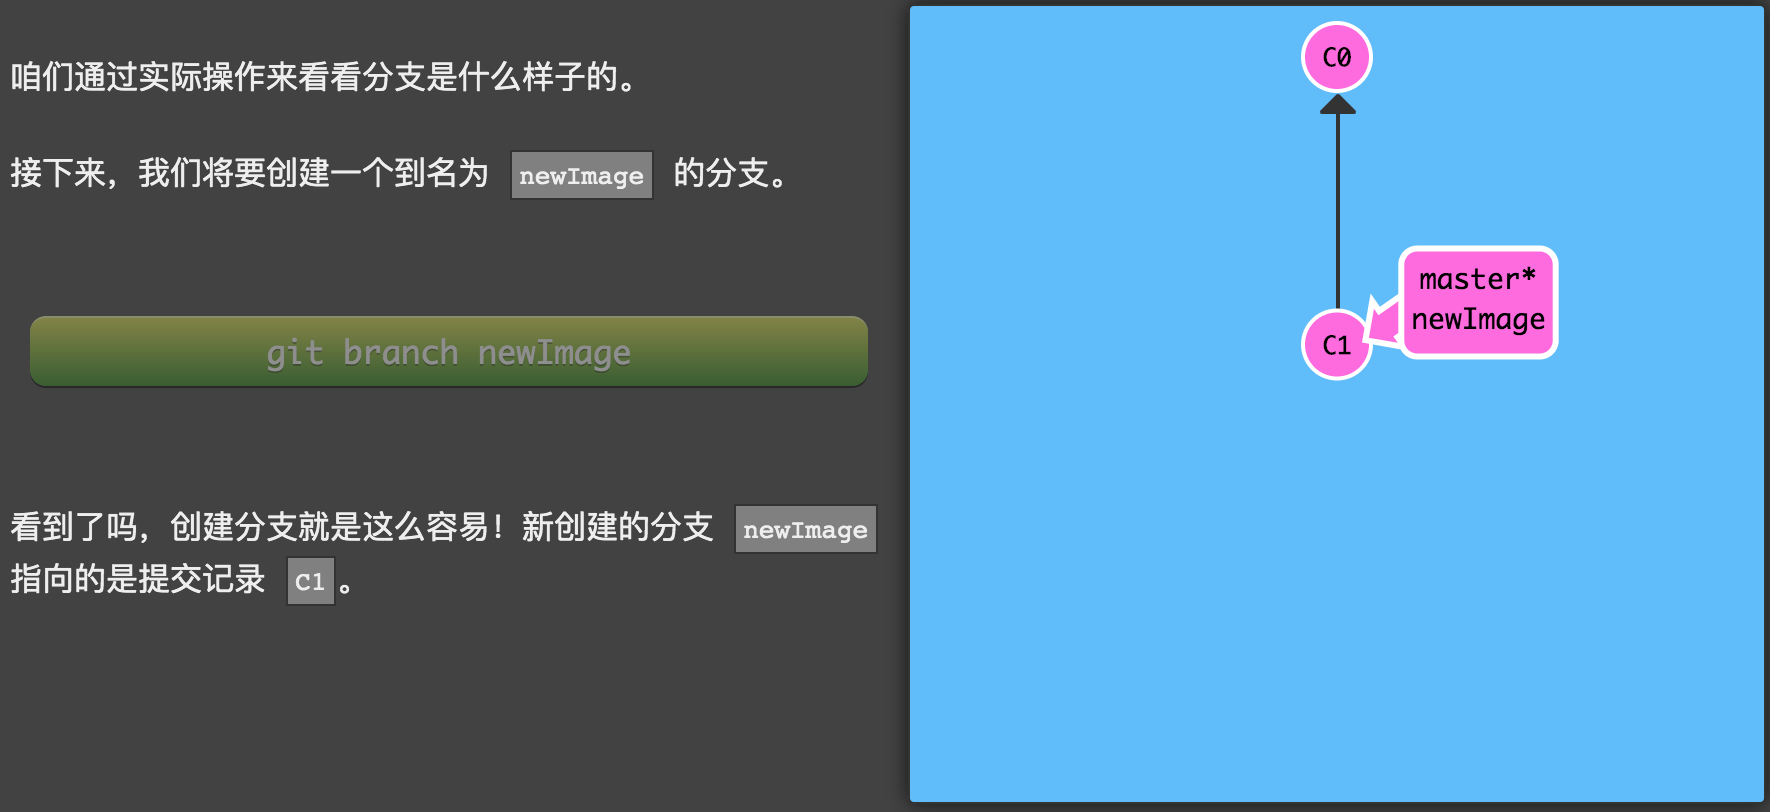 咱们通过实际操作来看看分支是什么样子的。
接下来，我们将要创建一个到名为 newImage 的分支。
git branch newImage
看到了吗，创建分支就是这么容易！新创建的分支 newImage
指向的是提交记录 C1。
C0
master*
newImage
C1